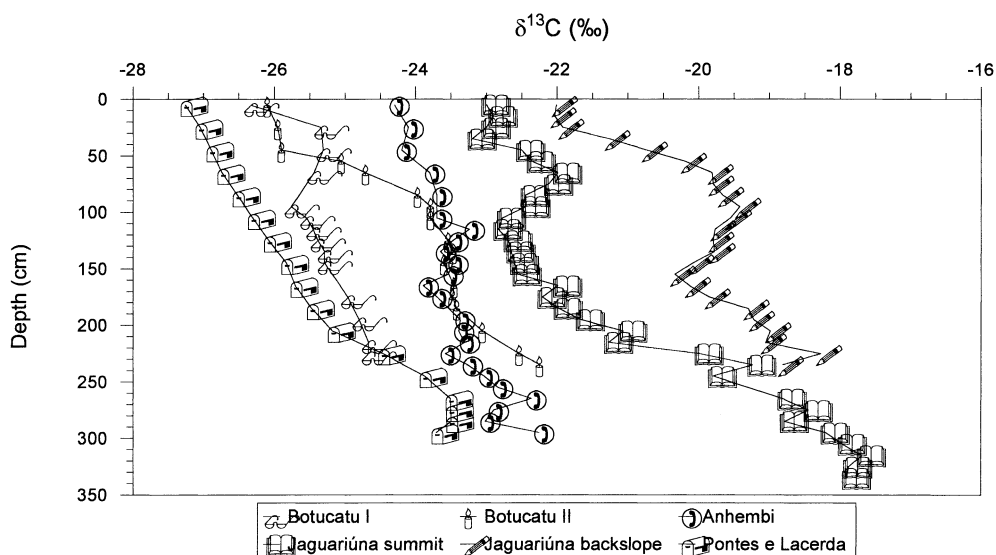 δ13C (‰)
-28 -26 -24 -22 -20 -18 -16
Depth (cm)
0
50
100
150
200
250
300
350
Botucatu I Botucatu II Anhembi
Jaguariúna summit Jaguariúna backslope Pontes e Lacerda